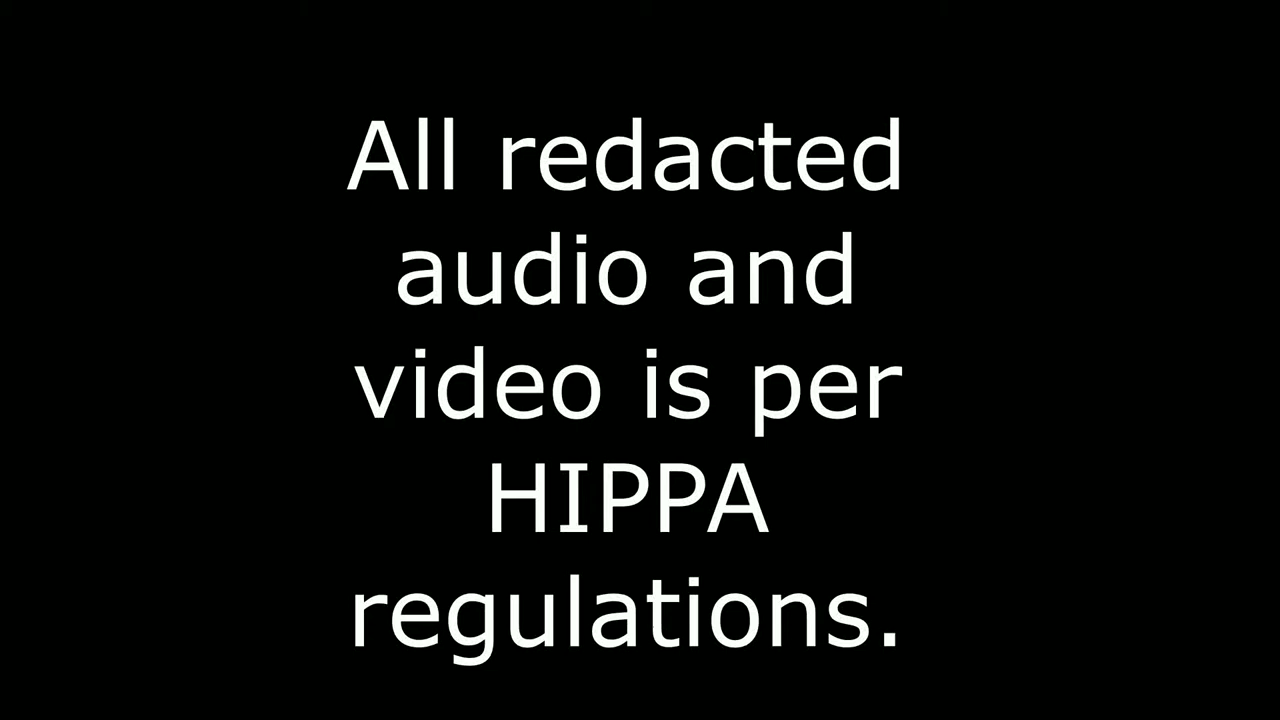 All redacted
audio and
video is per
HIPPA
regulations.